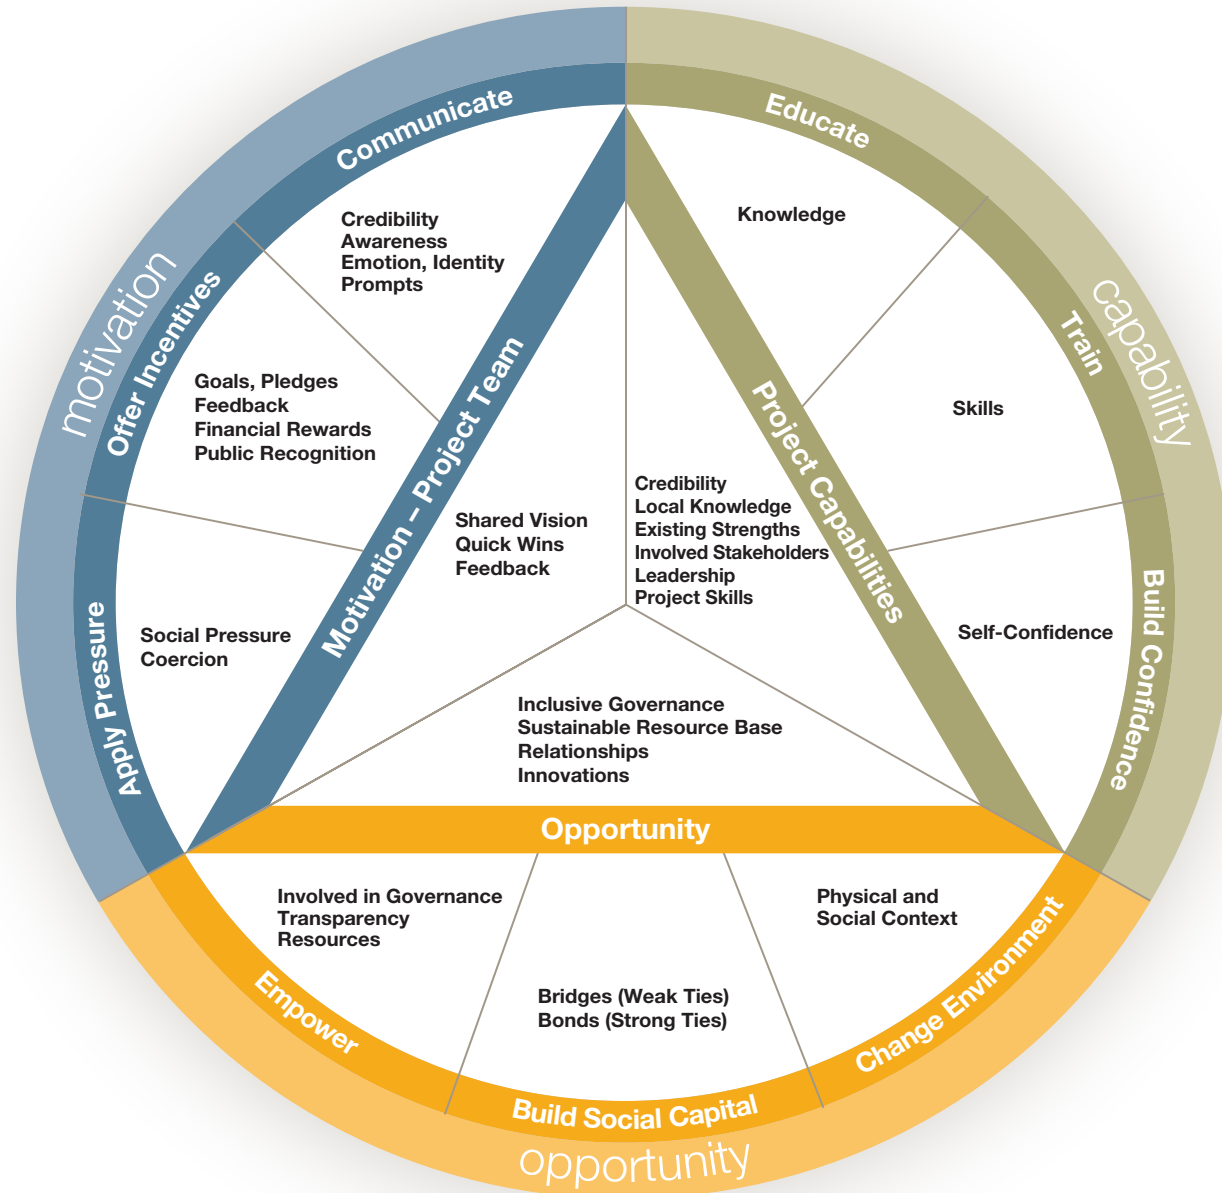 motivation
Communicate
Credibility
Awareness
Emotion, Identity
Prompts
Offer Incentives
Goals, Pledges
Feedback
Financial Rewards
Public Recognition
Apply Pressure
Social Pressure
Coercion
capability
Educate
Knowledge
Train
Skills
Build Confidence
Self-Confidence
Motivation – Project Team
Shared Vision
Quick Wins
Feedback
Project Capabilities
Credibility
Local Knowledge
Existing Strengths
Involved Stakeholders
Leadership
Project Skills
Inclusive Governance
Sustainable Resource Base
Relationships
Innovations
Opportunity
Involved in Governance
Transparency
Resources
Empower
Bridges (Weak Ties)
Bonds (Strong Ties)
Build Social Capital
Physical and
Social Context
Change Environment
opportunity